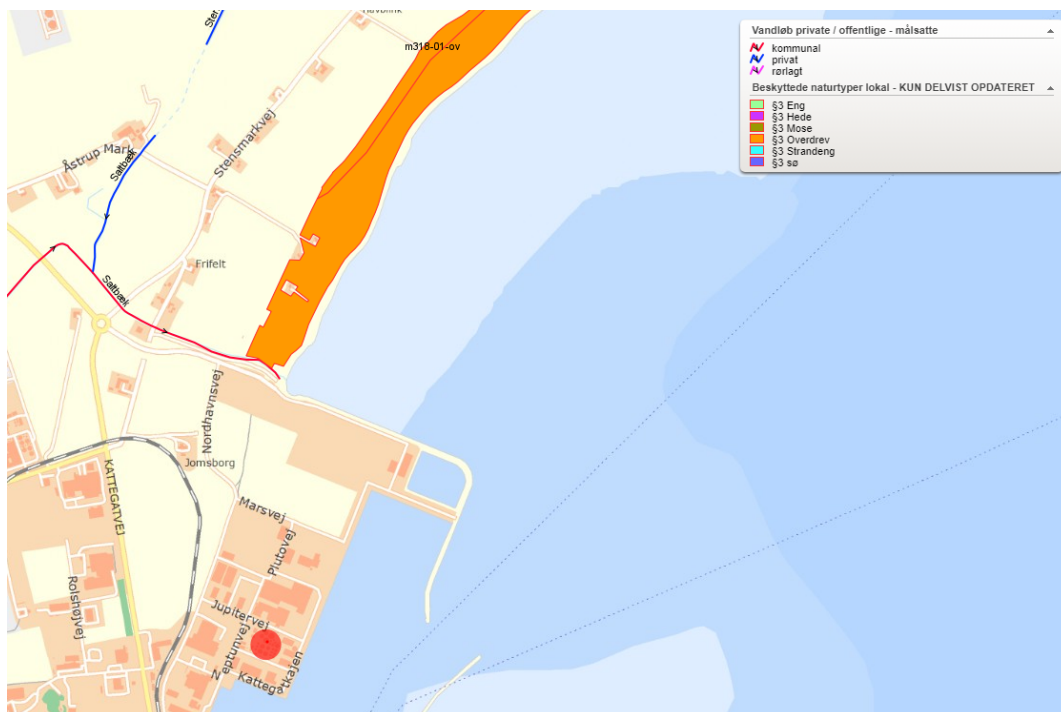 Vandløb private / offentlige - målsatte
kommunal
privat
rørlagt
Beskyttede naturtyper lokal - KUN DELVIST OPDATERET
§3 Eng
§3 Hede
§3 Mose
§3 Overdrev
§3 Strandeng
§3 sø
m318-01-ov
Stensmarkvej
Åstrup Mark
Saltbæk
Frifelt
Saltbæk
Nordhavnsvej
Jomsborg
KATTEGATVEJ
Marsvej
Plutovej
Rolshøjvej
Jupitervej
Neptunvej
Kattegatkajen